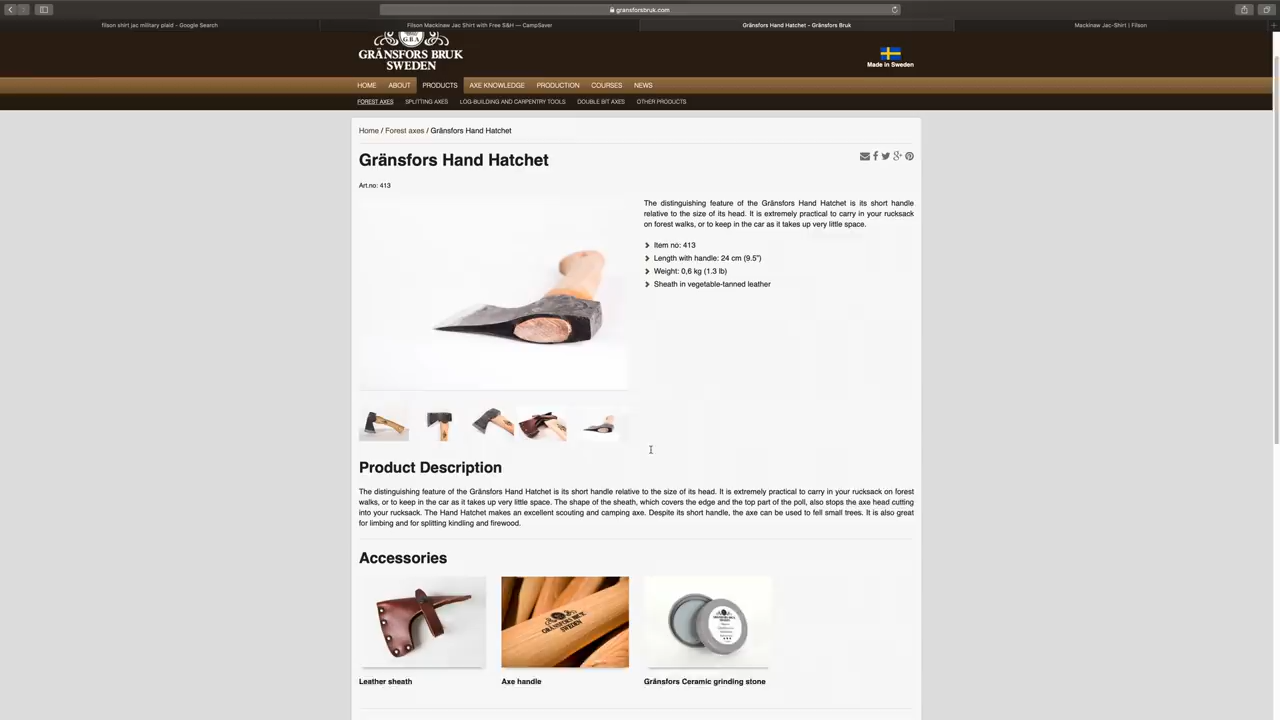 gransforsbruk.com
filson shirt jac military plaid - Google Search
Filson Mackinaw Jac Shirt with Free S&H — CampSaver
Gränsfors Hand Hatchet - Gränsfors Bruk
Mackinaw Jac-Shirt | Filson
G.B.A
GRÄNSFORS BRUK
SWEDEN
Made in Sweden
HOME ABOUT PRODUCTS AXE KNOWLEDGE PRODUCTION COURSES NEWS
FOREST AXES SPLITTING AXES LOG-BUILDING AND CARPENTRY TOOLS DOUBLE BIT AXES OTHER PRODUCTS
Home / Forest axes / Gränsfors Hand Hatchet
Gränsfors Hand Hatchet
Art.no: 413
The distinguishing feature of the Gränsfors Hand Hatchet is its short handle
relative to the size of its head. It is extremely practical to carry in your rucksack
on forest walks, or to keep in the car as it takes up very little space.
Item no: 413
Length with handle: 24 cm (9.5")
Weight: 0,6 kg (1.3 lb)
Sheath in vegetable-tanned leather
Product Description
The distinguishing feature of the Gränsfors Hand Hatchet is its short handle relative to the size of its head. It is extremely practical to carry in your rucksack on forest
walks, or to keep in the car as it takes up very little space. The shape of the sheath, which covers the edge and the top part of the poll, also stops the axe head cutting
into your rucksack. The Hand Hatchet makes an excellent scouting and camping axe. Despite its short handle, the axe can be used to fell small trees. It is also great
for limbing and for splitting kindling and firewood.
Accessories
GRÄNSFORS BRUK
SWEDEN
Leather sheath
Axe handle
Gränsfors Ceramic grinding stone